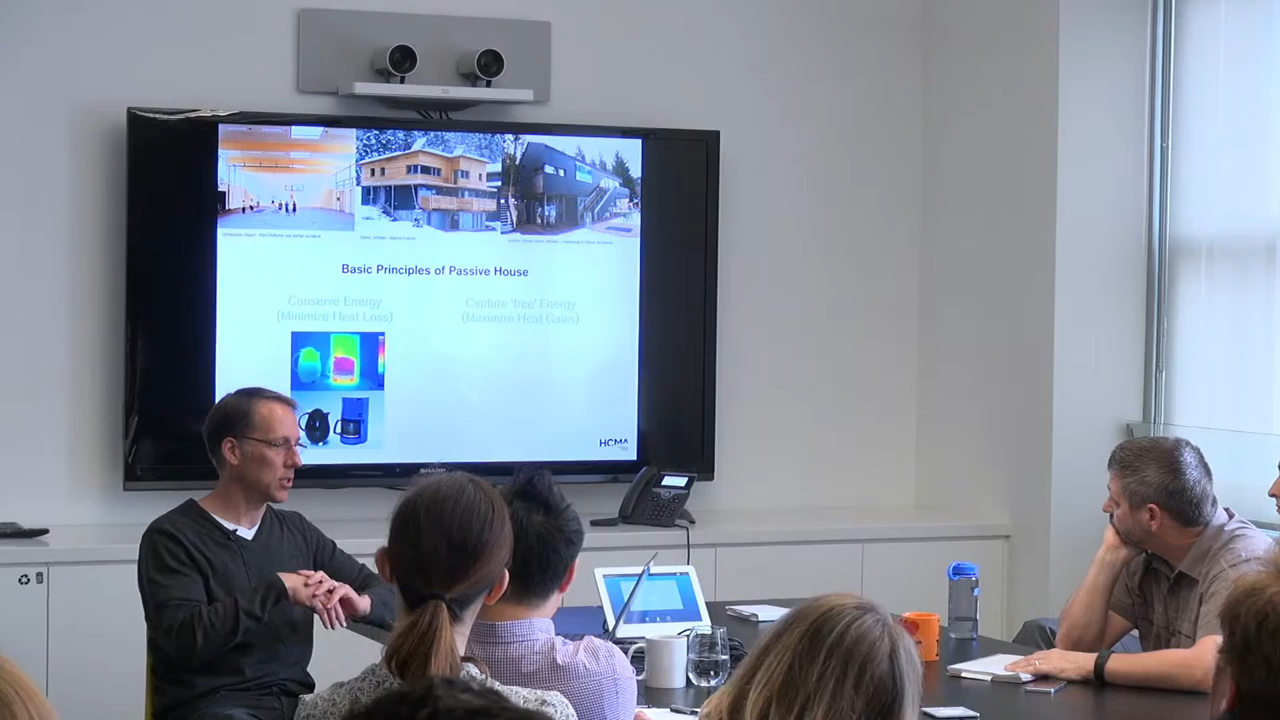 Basic Principles of Passive House
Conserve Energy
(Minimize Heat Loss)
Capture 'free' Energy
(Maximize Heat Gains)
HCMA
SHARP